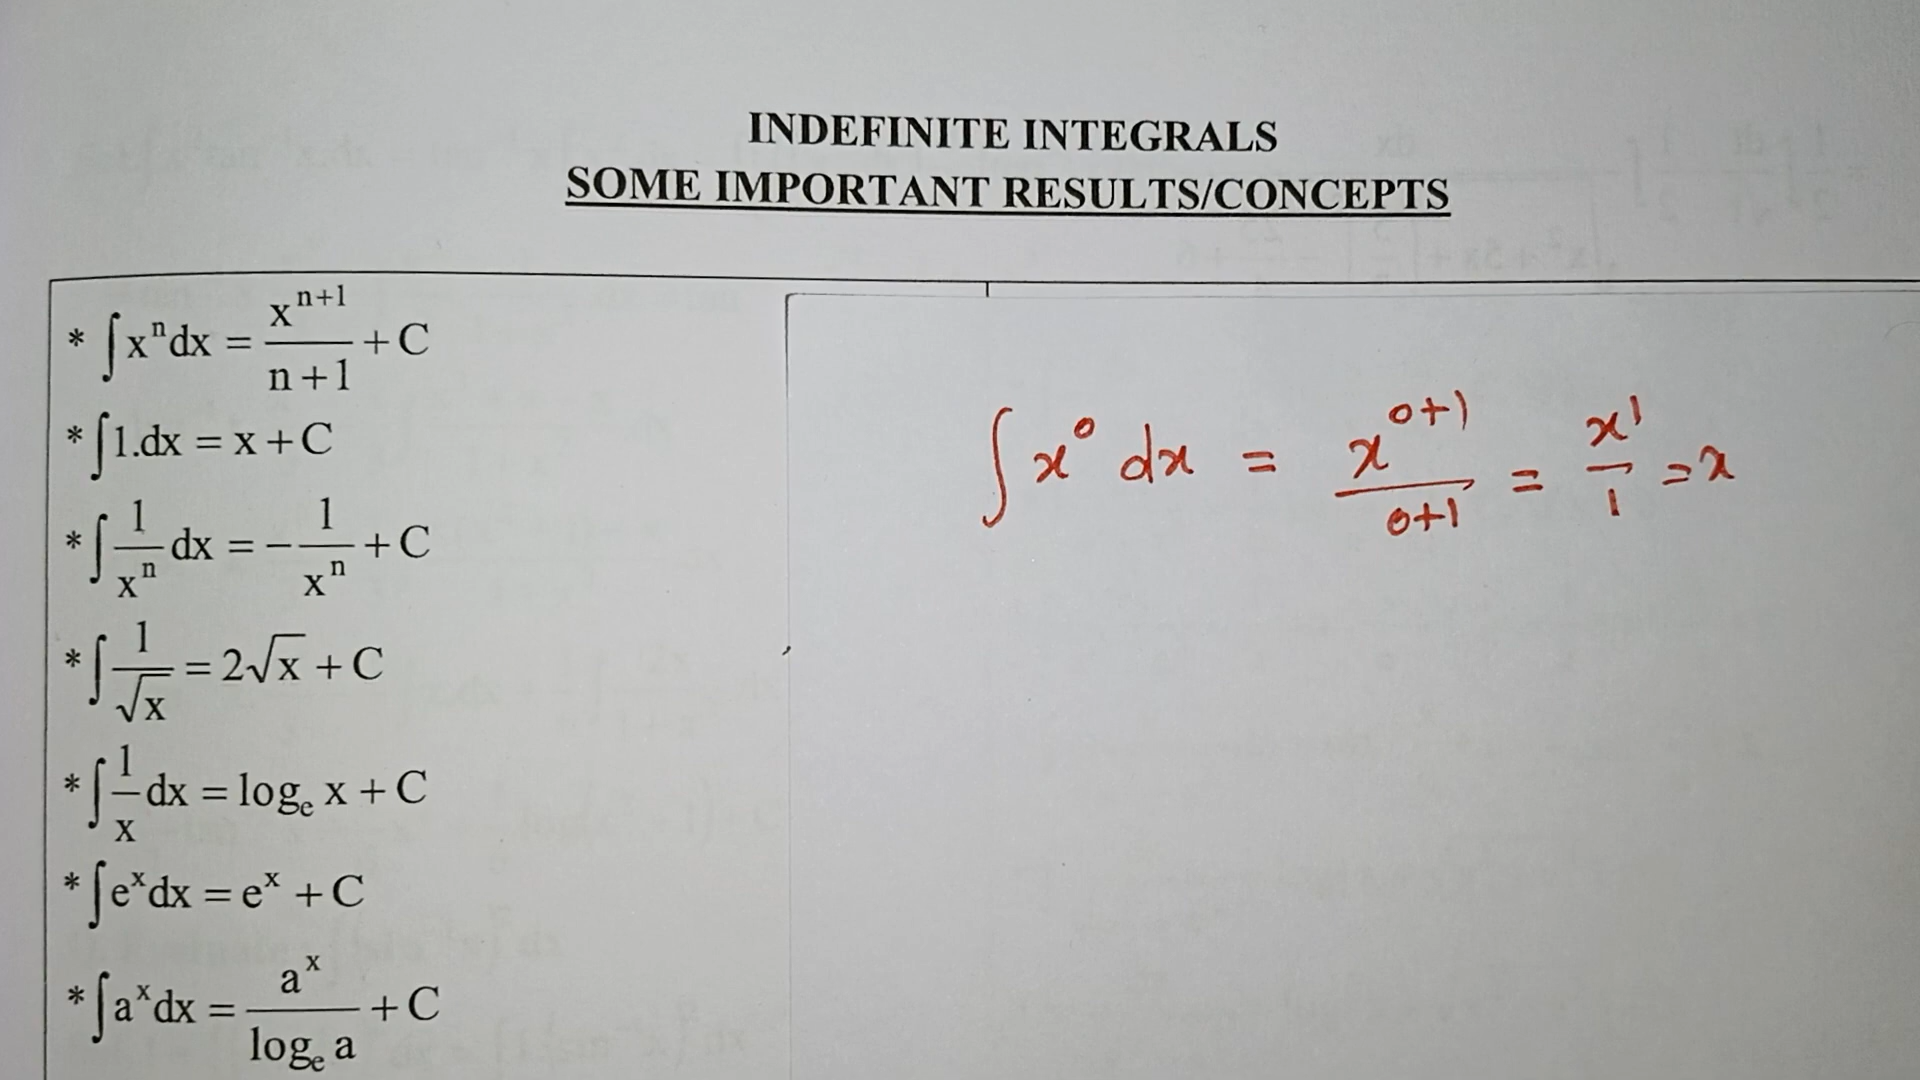 INDEFINITE INTEGRALS
SOME IMPORTANT RESULTS/CONCEPTS
* ∫xⁿdx = xⁿ⁺¹/(n+1) + C
* ∫1.dx = x + C
* ∫1/xⁿ dx = −1/xⁿ + C
* ∫1/√x = 2√x + C
* ∫1/x dx = logₑ x + C
* ∫eˣdx = eˣ + C
* ∫aˣdx = aˣ/logₑ a + C
∫x⁰ dx = x⁰⁺¹/(0+1) = x¹/1 = x